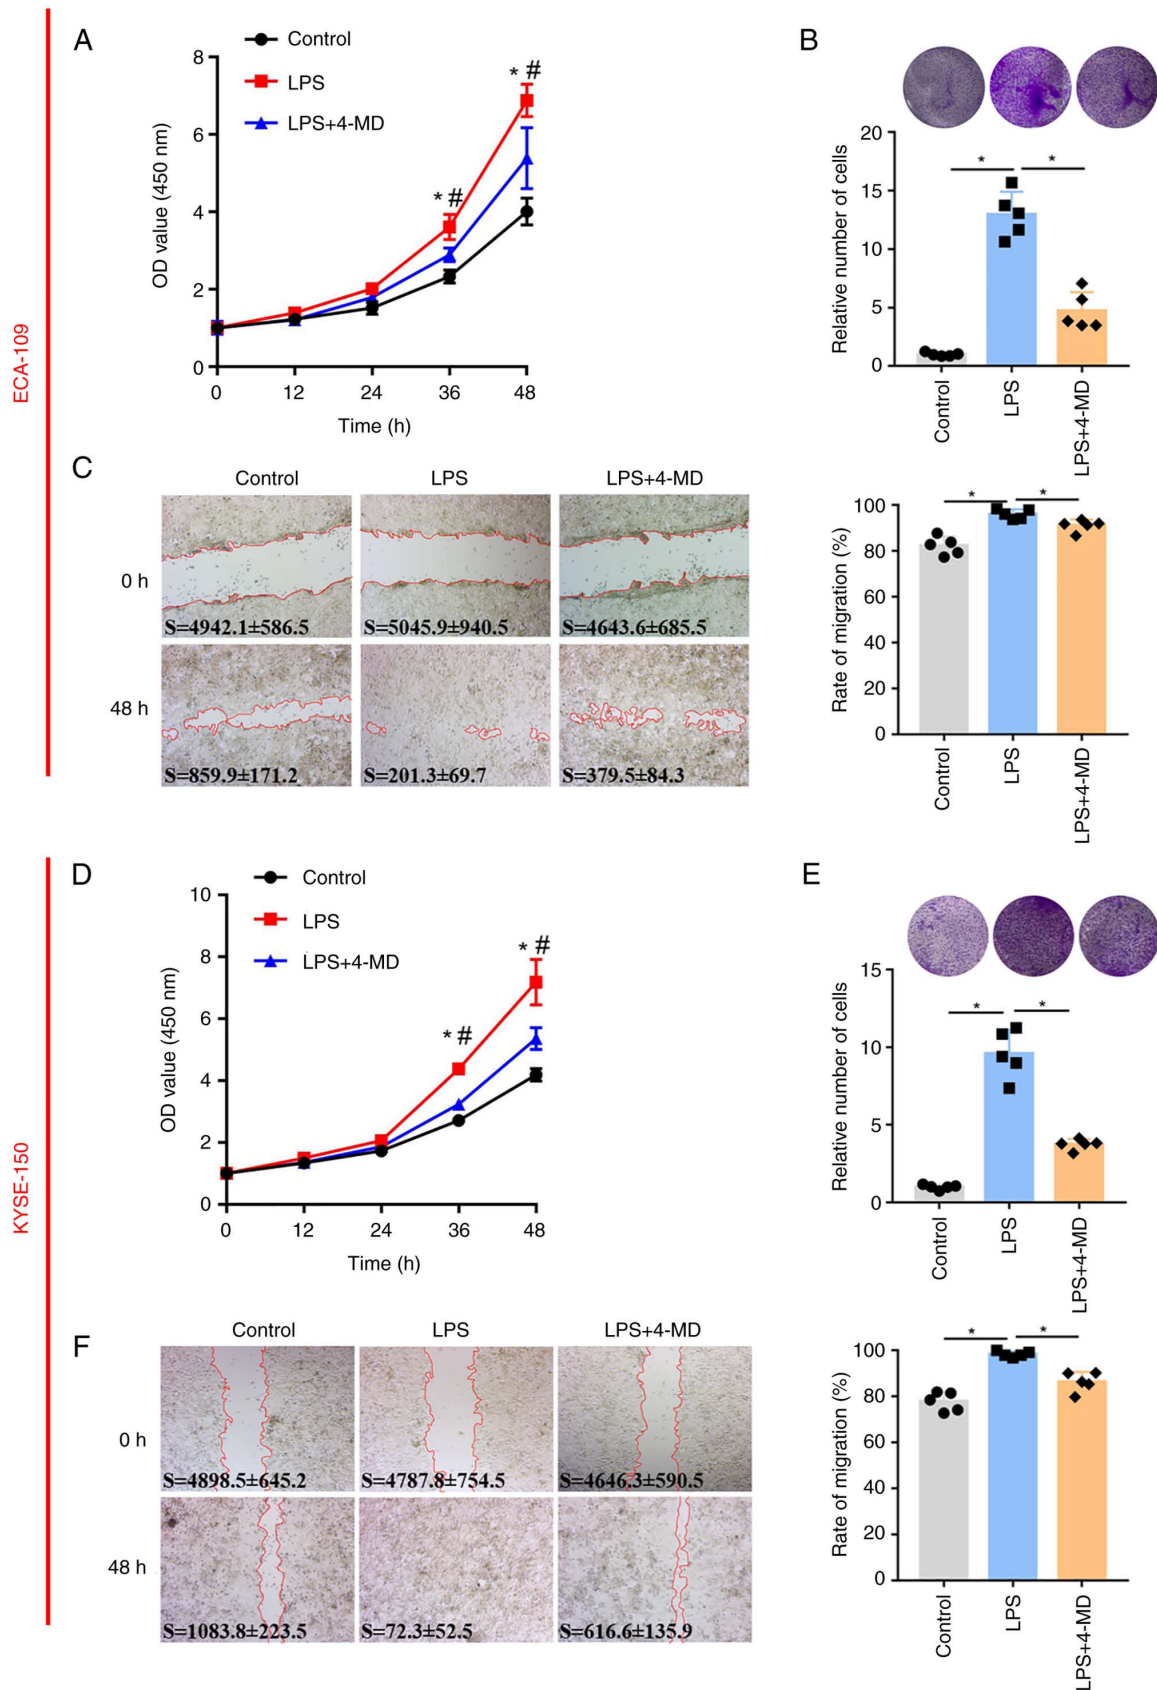 ECA-109
A
Control
LPS
LPS+4-MD
OD value (450 nm)
8
6
4
2
0
* #
* #
0 12 24 36 48
Time (h)
B
Relative number of cells
20
15
10
5
0
* *
Control LPS LPS+4-MD
C
Control LPS LPS+4-MD
0 h
S=4942.1±586.5 S=5045.9±940.5 S=4643.6±685.5
48 h
S=859.9±171.2 S=201.3±69.7 S=379.5±84.3
Rate of migration (%)
100
80
60
40
20
0
* *
Control LPS LPS+4-MD
KYSE-150
D
Control
LPS
LPS+4-MD
OD value (450 nm)
10
8
6
4
2
0
* #
* #
0 12 24 36 48
Time (h)
E
Relative number of cells
15
10
5
0
* *
Control LPS LPS+4-MD
F
Control LPS LPS+4-MD
0 h
S=4898.5±645.2 S=4787.8±754.5 S=4646.3±590.5
48 h
S=1083.8±223.5 S=72.3±52.5 S=616.6±135.9
Rate of migration (%)
100
80
60
40
20
0
* *
Control LPS LPS+4-MD